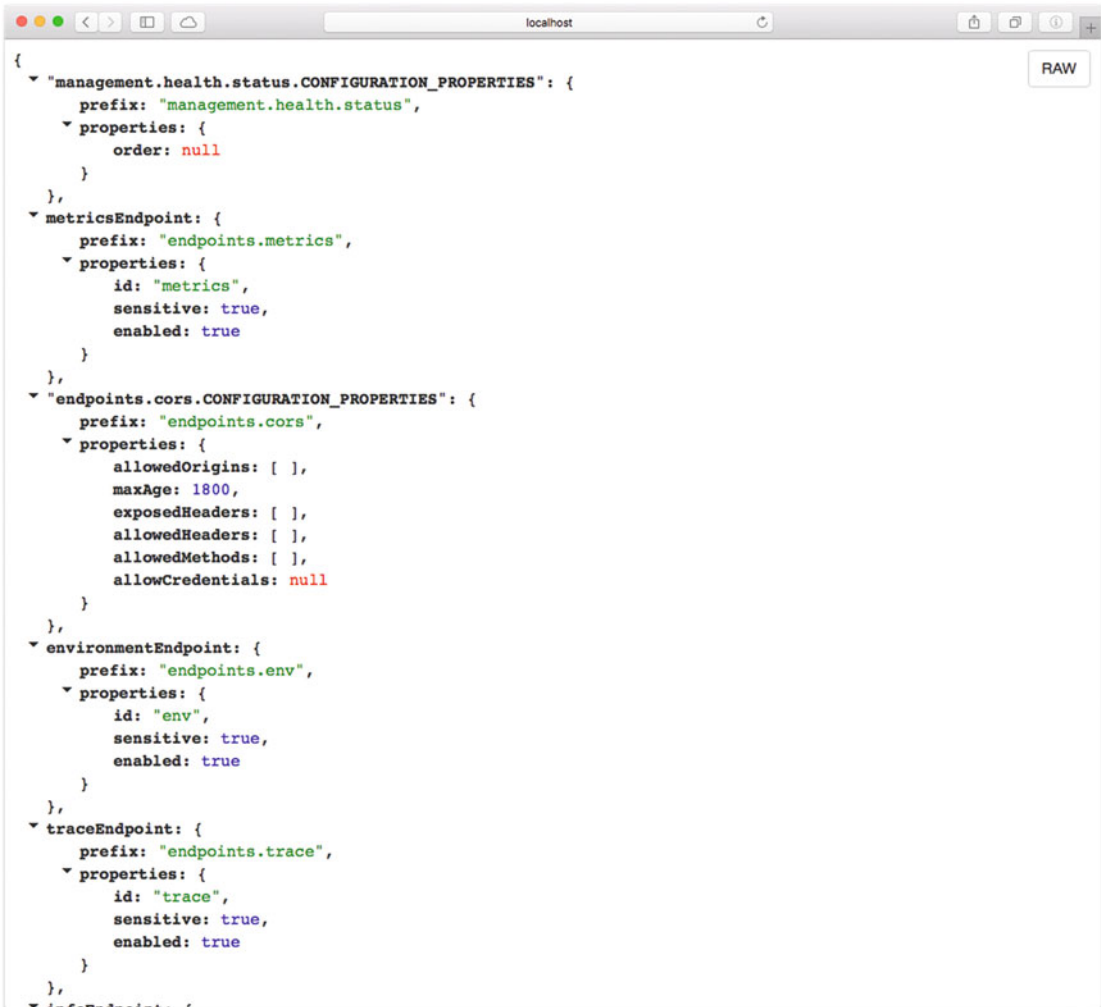 localhost
RAW
{
"management.health.status.CONFIGURATION_PROPERTIES": {
prefix: "management.health.status",
properties: {
order: null
}
},
metricsEndpoint: {
prefix: "endpoints.metrics",
properties: {
id: "metrics",
sensitive: true,
enabled: true
}
},
"endpoints.cors.CONFIGURATION_PROPERTIES": {
prefix: "endpoints.cors",
properties: {
allowedOrigins: [ ],
maxAge: 1800,
exposedHeaders: [ ],
allowedHeaders: [ ],
allowedMethods: [ ],
allowCredentials: null
}
},
environmentEndpoint: {
prefix: "endpoints.env",
properties: {
id: "env",
sensitive: true,
enabled: true
}
},
traceEndpoint: {
prefix: "endpoints.trace",
properties: {
id: "trace",
sensitive: true,
enabled: true
}
},